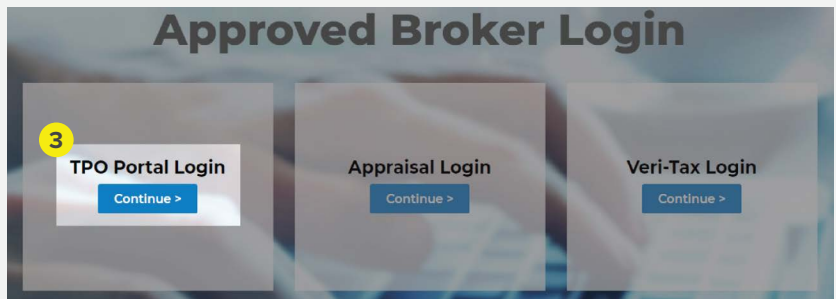 Approved Broker Login
3
TPO Portal Login
Continue >
Appraisal Login
Continue >
Veri-Tax Login
Continue >